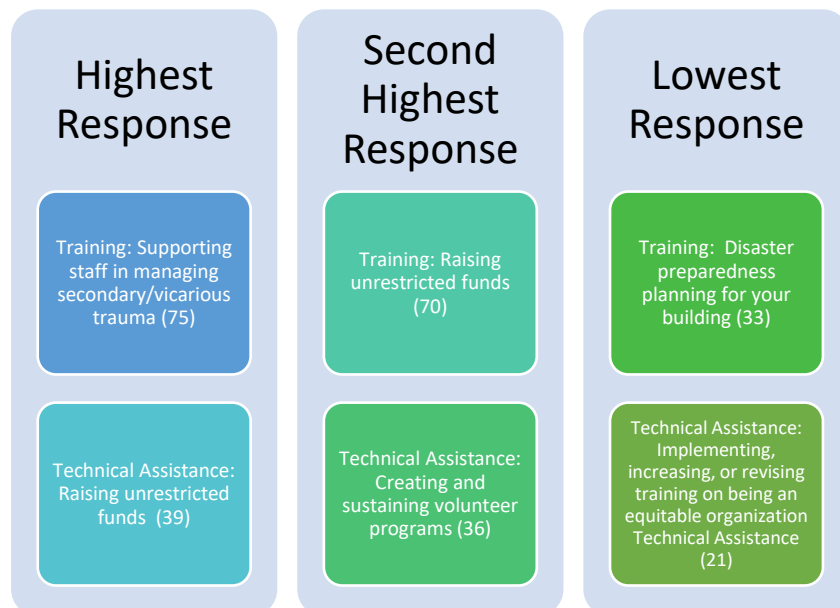 Highest
Response
Training: Supporting
staff in managing
secondary/vicarious
trauma (75)
Technical Assistance:
Raising unrestricted
funds (39)
Second
Highest
Response
Training: Raising
unrestricted funds
(70)
Technical Assistance:
Creating and
sustaining volunteer
programs (36)
Lowest
Response
Training: Disaster
preparedness
planning for your
building (33)
Technical Assistance:
Implementing,
increasing, or revising
training on being an
equitable organization
Technical Assistance
(21)